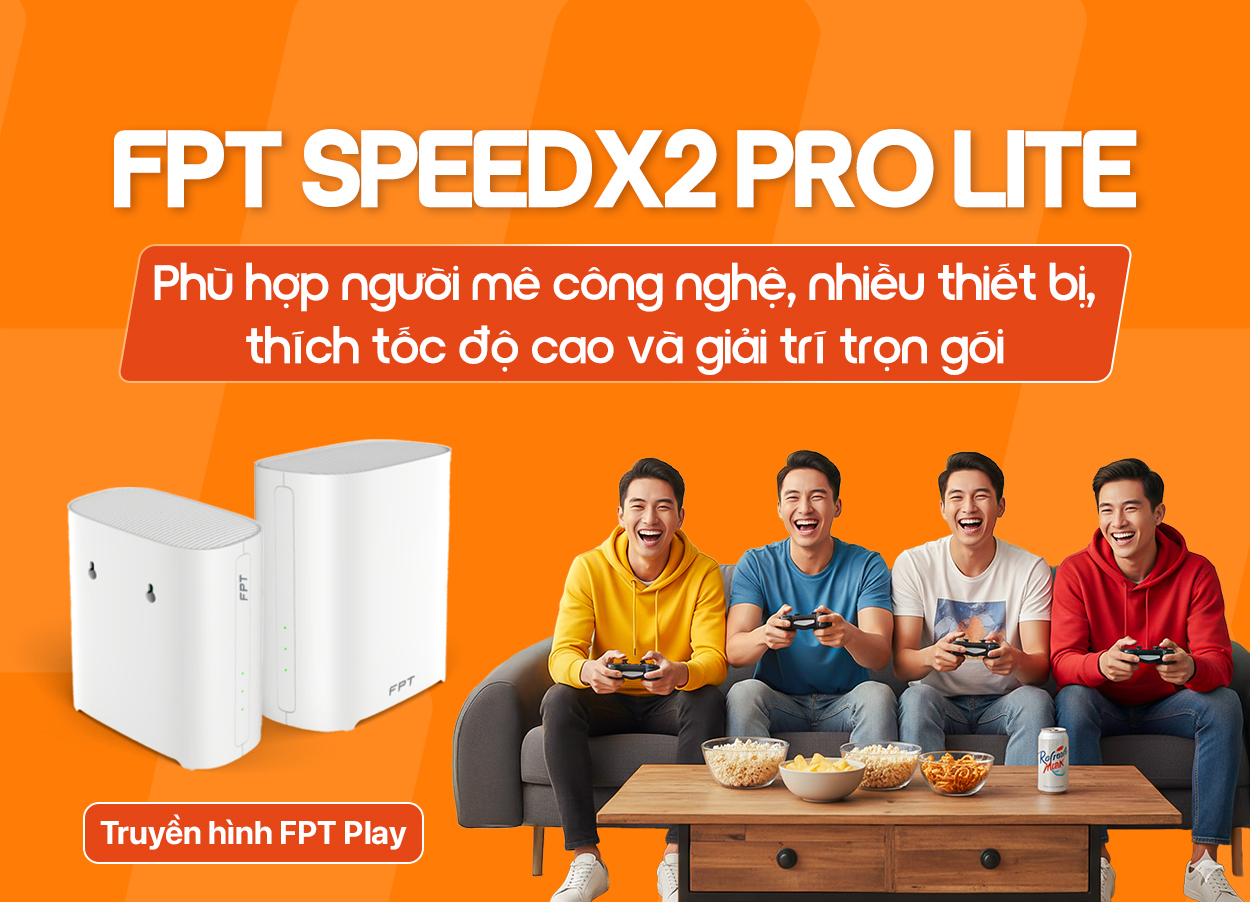 FPT SPEEDX2 PRO LITE
Phù hợp người mê công nghệ, nhiều thiết bị,
thích tốc độ cao và giải trí trọn gói
FPT
FPT
Truyền hình FPT Play